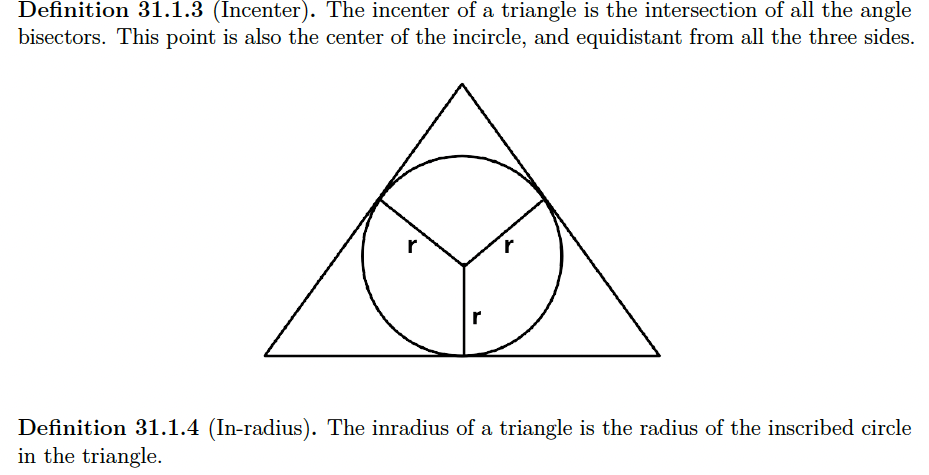 Definition 31.1.3 (Incenter). The incenter of a triangle is the intersection of all the angle
bisectors. This point is also the center of the incircle, and equidistant from all the three sides.
r r
r
Definition 31.1.4 (In-radius). The inradius of a triangle is the radius of the inscribed circle
in the triangle.